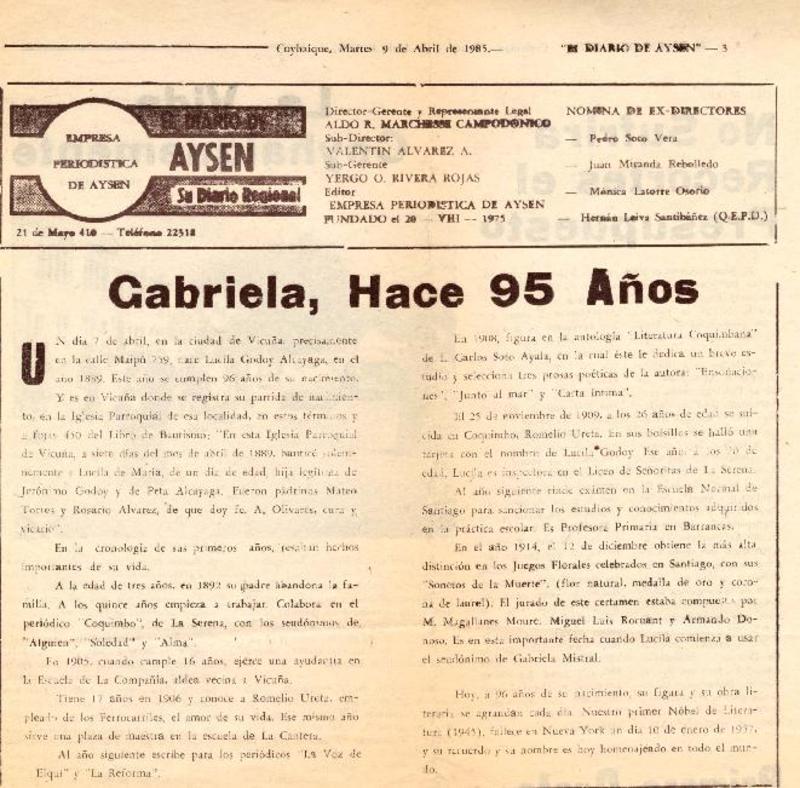 Coyhaique, Martes 9 de Abril de 1985.—
"El DIARIO DE AYSEN" — 3
EMPRESA
PERIODISTICA
DE AYSEN
EL DIARIO DE
AYSEN
Su Diario Regional
21 de Mayo 410 — Teléfono 22318
Director-Gerente y Representante Legal
ALDO R. MARCHESSE CAMPODONICO
Sub-Director:
VALENTIN ALVAREZ A.
Sub-Gerente
YERGO O. RIVERA ROJAS
Editor
EMPRESA PERIODISTICA DE AYSEN
FUNDADO el 20 — VIII — 1975
NOMINA DE EX-DIRECTORES
— Pedro Soto Vera
— Juan Miranda Rebolledo
— Mónica Latorre Osorio
— Hernán Leiva Santibáñez (Q.E.P.D.)
Gabriela, Hace 95 Años
UN día 7 de abril, en la ciudad de Vicuña, precisamente
en la calle Maipú 759, nace Lucila Godoy Alcayaga, en el
año 1889. Este año se cumplen 96 años de su nacimiento.
Y es en Vicuña donde se registra su partida de nacimien-
to, en la Iglesia Parroquial de esa localidad, en estos términos y
a fojas 450 del Libro de Bautismo: "En esta Iglesia Parroquial
de Vicuña, a siete días del mes de abril de 1889, bauticé solem-
nemente a Lucila de María, de un día de edad, hija legítima de
Jerónimo Godoy y de Peta Alcayaga. Fueron padrinos Mateo
Torres y Rosario Alvarez, de que doy fe. A. Olivares, cura y
vicario".
En la cronología de sus primeros años, resaltan hechos
importantes de su vida.
A la edad de tres años, en 1892 su padre abandona la fa-
milia. A los quince años empieza a trabajar. Colabora en el
periódico "Coquimbo", de La Serena, con los seudónimos de,
"Alguien", "Soledad" y "Alma".
En 1905, cuando cumple 16 años, ejerce una ayudantía en
la Escuela de La Compañía, aldea vecina a Vicuña.
Tiene 17 años en 1906 y conoce a Romelio Ureta, em-
pleado de los Ferrocarriles, el amor de su vida. Ese mismo año
sirve una plaza de maestra en la escuela de La Cantera.
Al año siguiente escribe para los periódicos "La Voz de
Elqui" y "La Reforma".
En 1908, figura en la antología "Literatura Coquimbana"
de L. Carlos Soto Ayala, en la cual éste le dedica un breve es-
tudio y selecciona tres prosas poéticas de la autora: "Ensoñacio-
nes", "Junto al mar" y "Carta íntima".
El 25 de noviembre de 1909, a los 26 años de edad se sui-
cida en Coquimbo, Romelio Ureta. En sus bolsillos se halló una
tarjeta con el nombre de Lucila Godoy. Ese año, a los 20 de
edad, Lucila es inspectora en el Liceo de Señoritas de La Serena.
Al año siguiente rinde exámen en la Escuela Normal de
Santiago para sancionar los estudios y conocimientos adquiridos
en la práctica escolar. Es Profesora Primaria en Barrancas.
En el año 1914, el 12 de diciembre obtiene la más alta
distinción en los Juegos Florales celebrados en Santiago, con sus
"Sonetos de la Muerte", (flor natural, medalla de oro y coro-
na de laurel). El jurado de este certamen estaba compuesto por
M. Magallanes Moure, Miguel Luis Rocuant y Armando Do-
noso. Es en esta importante fecha cuando Lucila comienza a usar
el seudónimo de Gabriela Mistral.
Hoy, a 96 años de su nacimiento, su figura y su obra li-
teraria se agrandan cada día. Nuestro primer Nóbel de Litera-
tura (1945), fallece en Nueva York un día 10 de enero de 1957,
y su recuerdo y su nombre es hoy homenajeado en todo el mun-
do.